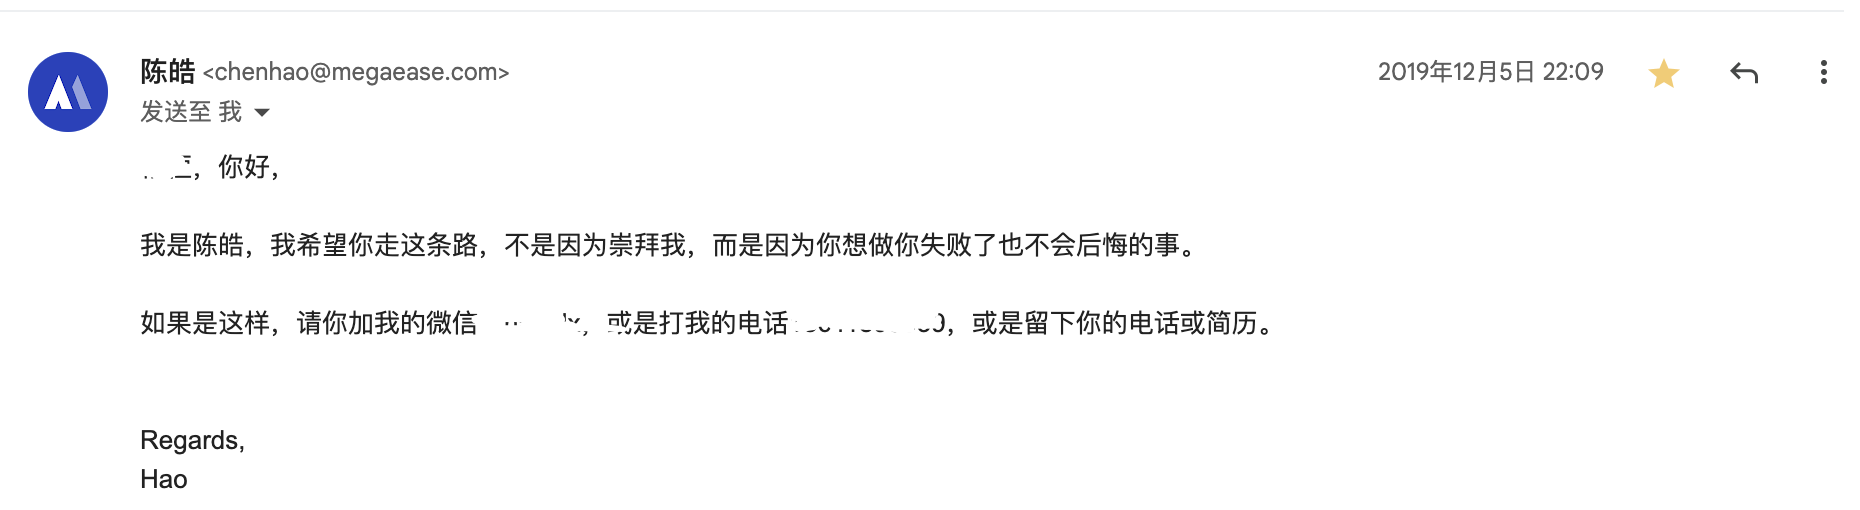 陈皓 <chenhao@megaease.com> 2019年12月5日 22:09
发送至 我
，你好，
我是陈皓，我希望你走这条路，不是因为崇拜我，而是因为你想做你失败了也不会后悔的事。
如果是这样，请你加我的微信 ，或是打我的电话 ，或是留下你的电话或简历。
Regards,
Hao